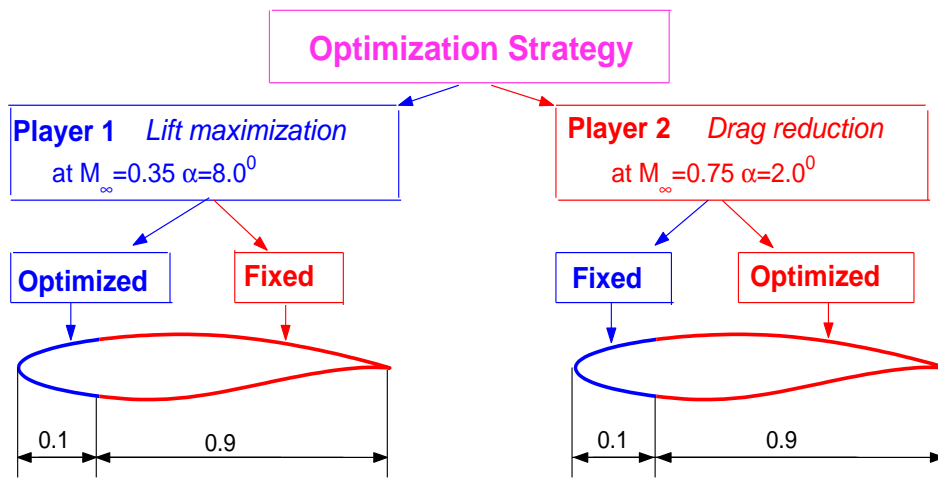 Optimization Strategy
Player 1 Lift maximization
at M∞=0.35 α=8.0⁰
Player 2 Drag reduction
at M∞=0.75 α=2.0⁰
Optimized
Fixed
Fixed
Optimized
0.1
0.9
0.1
0.9